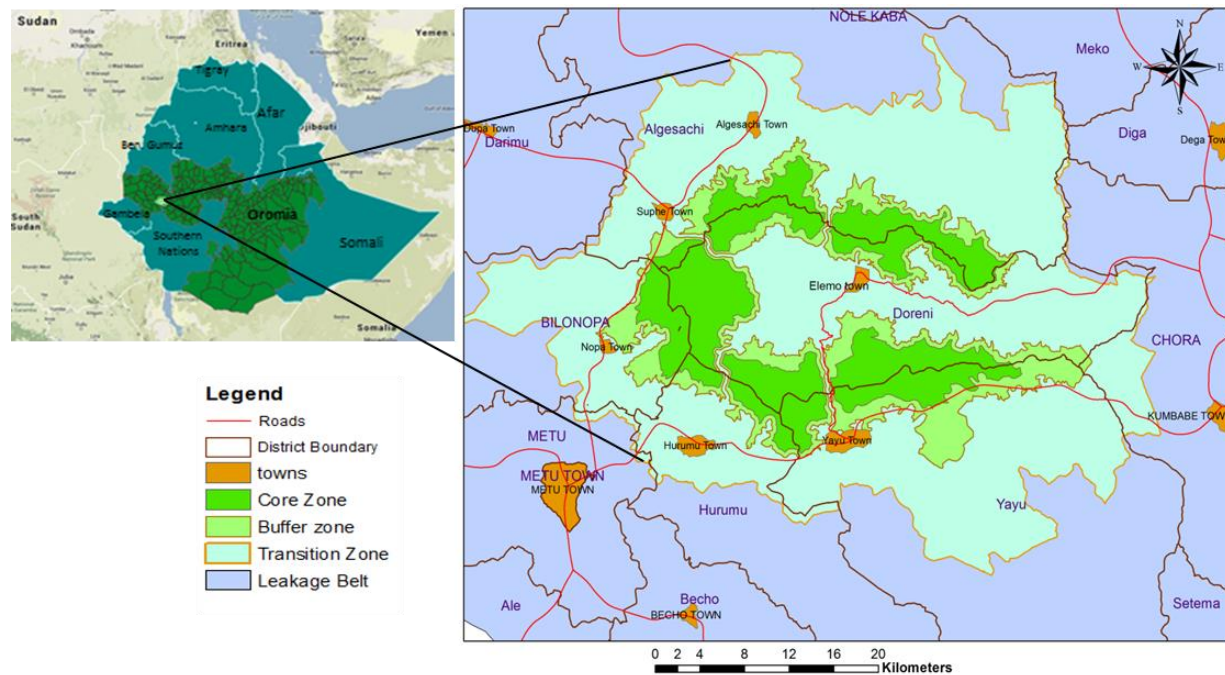 Sudan
Eritrea
Yemen
Tigray
Afar
Amhara
Djibouti
Ben. Gumuz
Oromia
Gambela
South
Sudan
Southern
Nations
Somali
Somalia
NOLE KABA
Meko
N
W
E
S
Dupa Town
Darimu
Algesachi
Algesachi Town
Diga
Dega Town
Suphe Town
Elemo town
Doreni
BILONOPA
Nopa Town
CHORA
KUMBABE TOW
METU
Hurumu Town
Yayu Town
METU TOWN
METU TOWN
Hurumu
Yayu
Ale
Becho
BECHO TOWN
Setema
Legend
Roads
District Boundary
towns
Core Zone
Buffer zone
Transition Zone
Leakage Belt
0 2 4 8 12 16 20
Kilometers